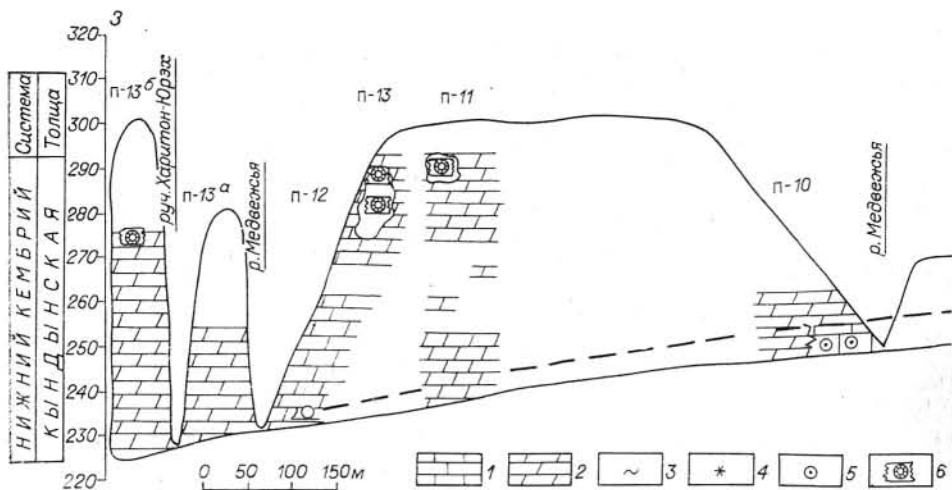 З
320
310
300
290
280
270
260
250
240
230
220
Система
Толща
НИЖНИЙ КЕМБРИЙ
КЫНДЫНСКАЯ
п-13б
руч. Харитон-Юрэх
п-13а
р. Медвежья
п-12
п-13
п-11
п-10
р. Медвежья
0 50 100 150м
1
2
3
4
5
6